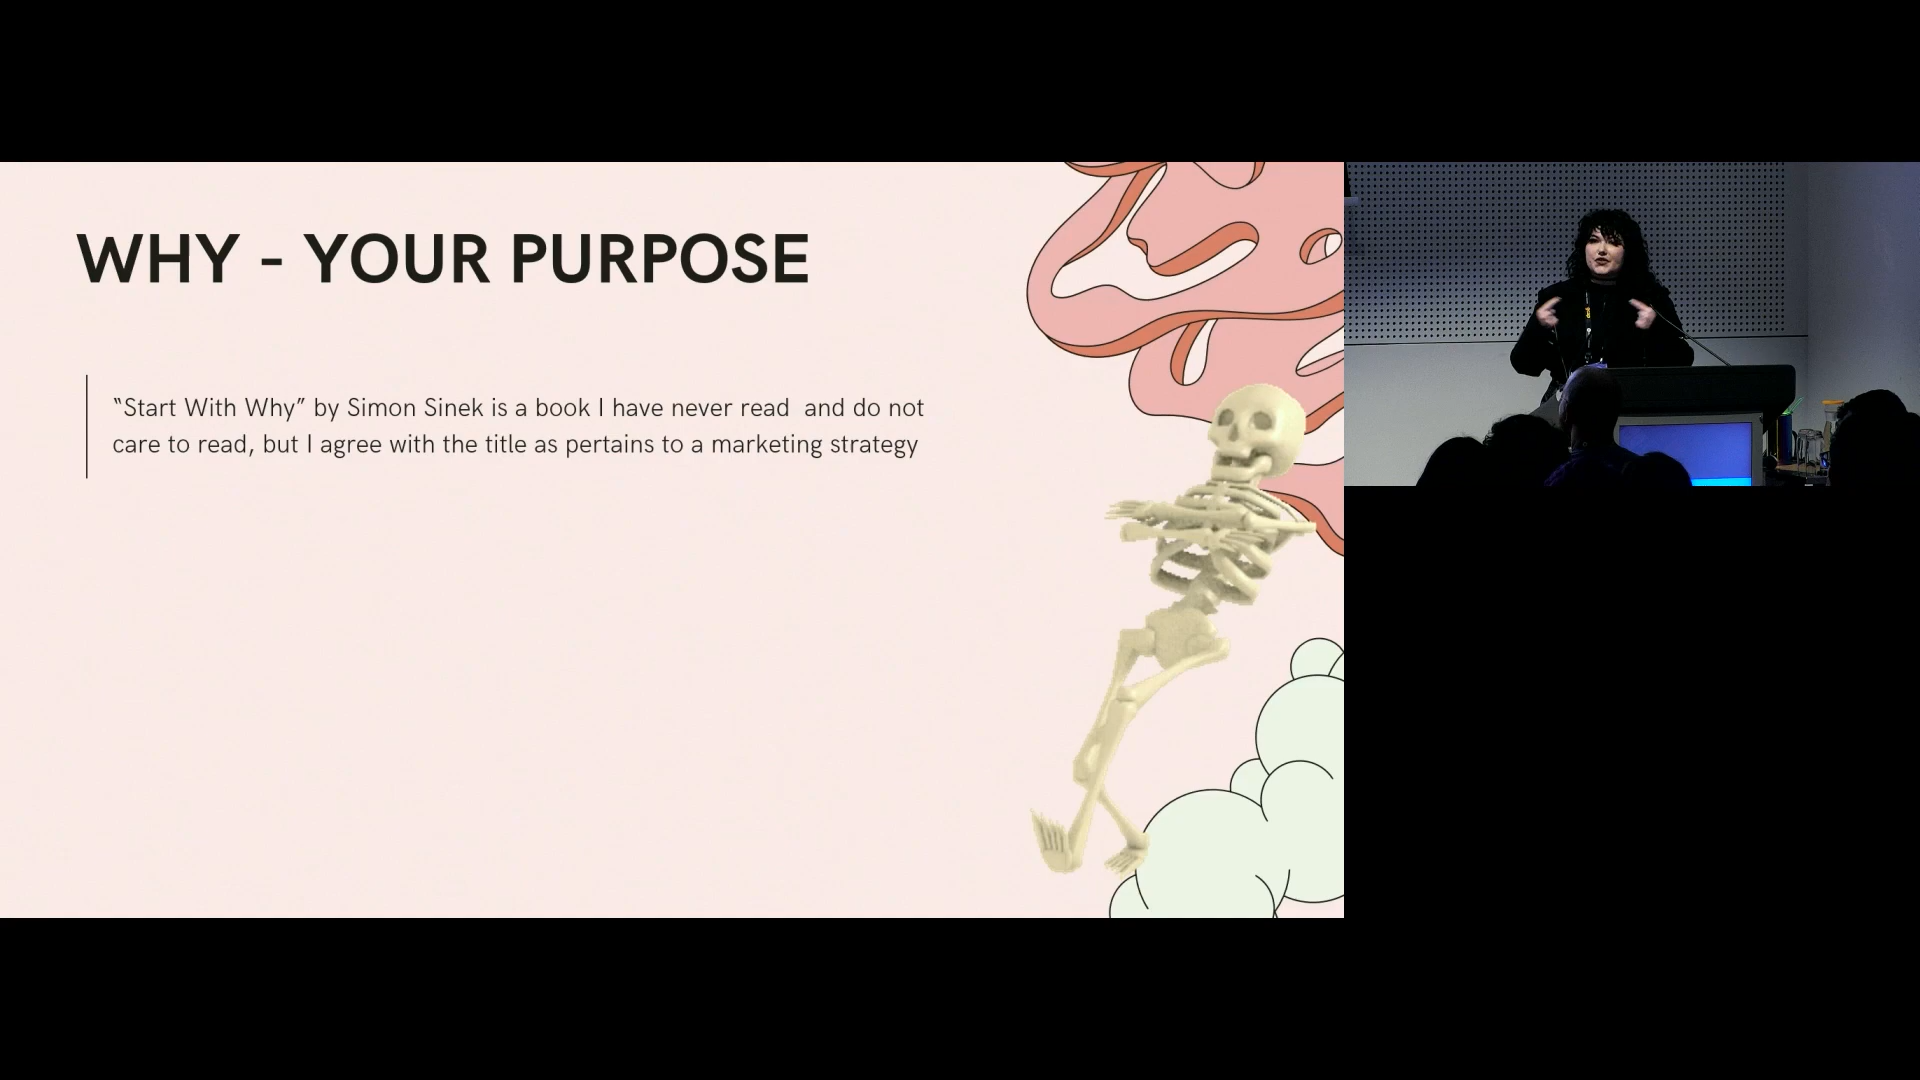 WHY - YOUR PURPOSE
“Start With Why” by Simon Sinek is a book I have never read  and do not
care to read, but I agree with the title as pertains to a marketing strategy